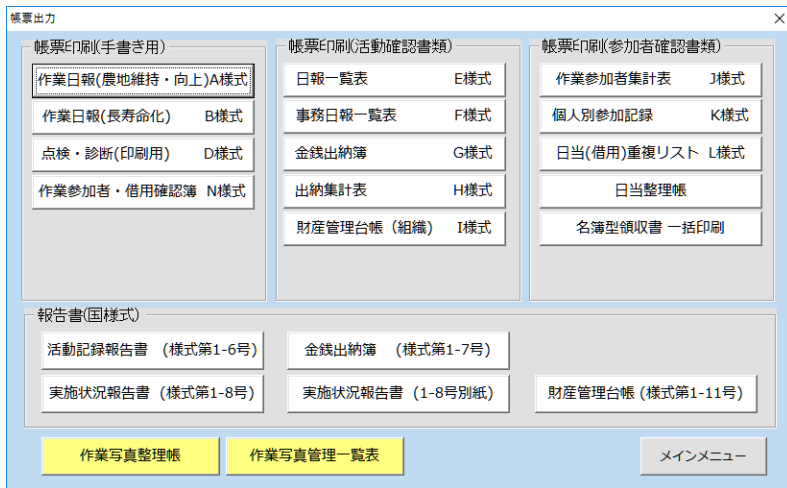 帳票出力
帳票印刷(手書き用)
作業日報(農地維持・向上)A様式
作業日報(長寿命化) B様式
点検・診断(印刷用) D様式
作業参加者・借用確認簿 N様式
帳票印刷(活動確認書類)
日報一覧表 E様式
事務日報一覧表 F様式
金銭出納簿 G様式
出納集計表 H様式
財産管理台帳（組織) I様式
帳票印刷(参加者確認書類)
作業参加者集計表 J様式
個人別参加記録 K様式
日当(借用)重複リスト L様式
日当整理帳
名簿型領収書 一括印刷
報告書(国様式)
活動記録報告書 (様式第1-6号)
金銭出納簿 (様式第1-7号)
実施状況報告書 (様式第1-8号)
実施状況報告書 (1-8号別紙)
財産管理台帳 (様式第1-11号)
作業写真整理帳
作業写真管理一覧表
メインメニュー